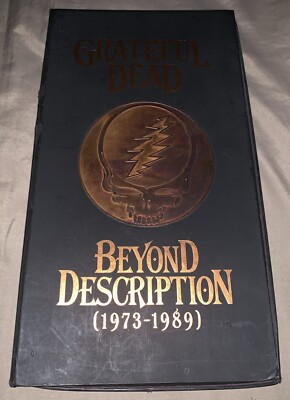 GRATEFUL
DEAD
BEYOND
DESCRIPTION
(1973-1989)